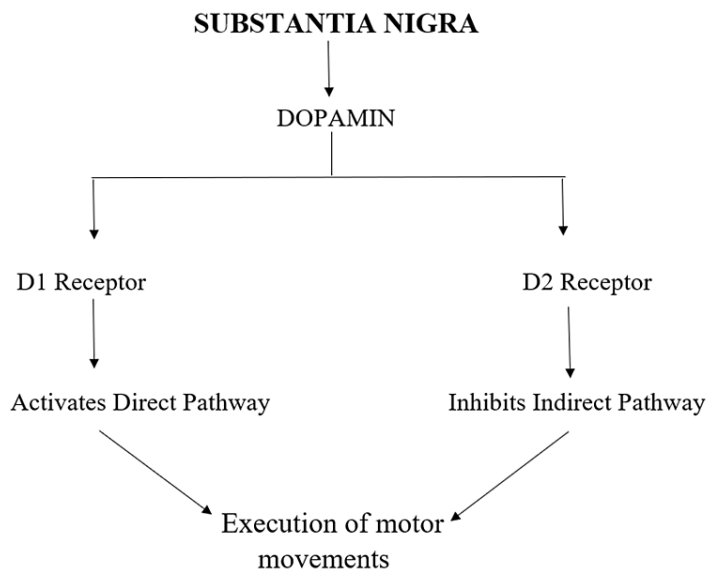 SUBSTANTIA NIGRA
DOPAMIN
D1 Receptor
D2 Receptor
Activates Direct Pathway
Inhibits Indirect Pathway
Execution of motor
movements